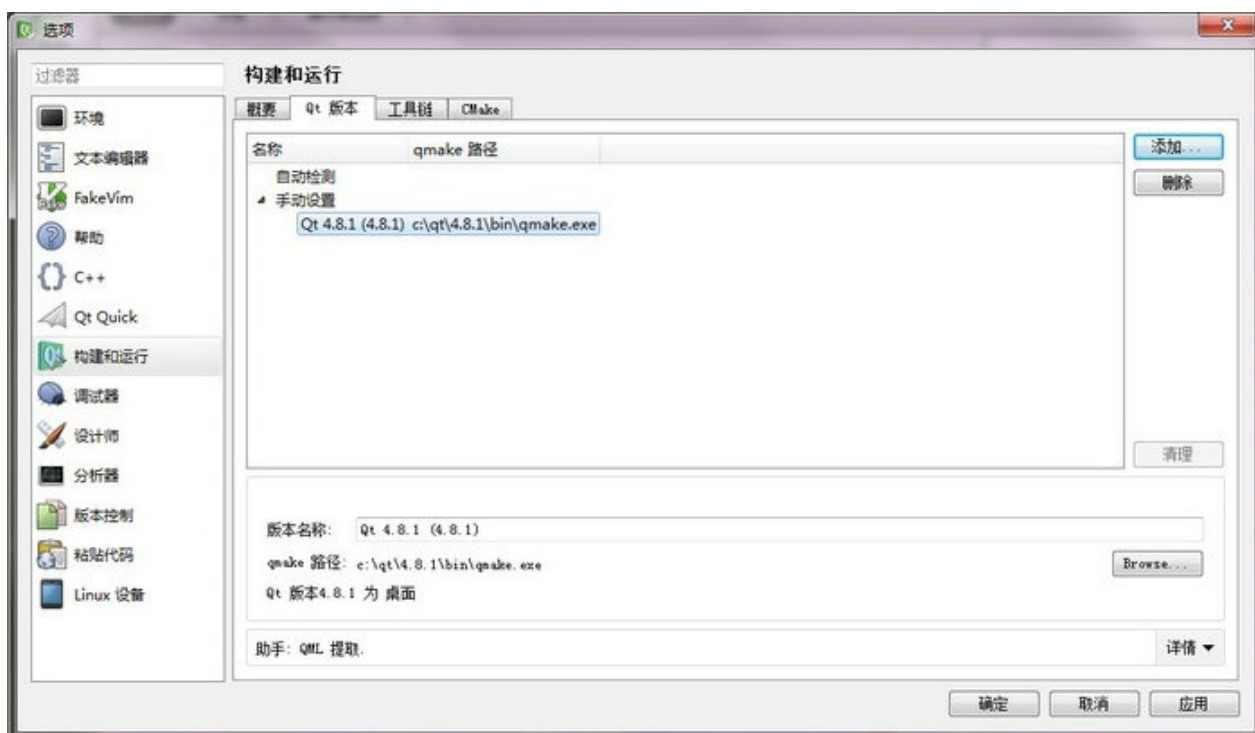 选项
过滤器
构建和运行
环境
文本编辑器
FakeVim
帮助
C++
Qt Quick
构建和运行
调试器
设计师
分析器
版本控制
粘贴代码
Linux 设备
概要 Qt 版本 工具链 CMake
名称 qmake 路径
自动检测
手动设置
Qt 4.8.1 (4.8.1) c:\qt\4.8.1\bin\qmake.exe
添加...
删除
清理
版本名称: Qt 4.8.1 (4.8.1)
qmake 路径: c:\qt\4.8.1\bin\qmake.exe
Browse...
Qt 版本4.8.1 为 桌面
助手: QML 提取.
详情
确定 取消 应用